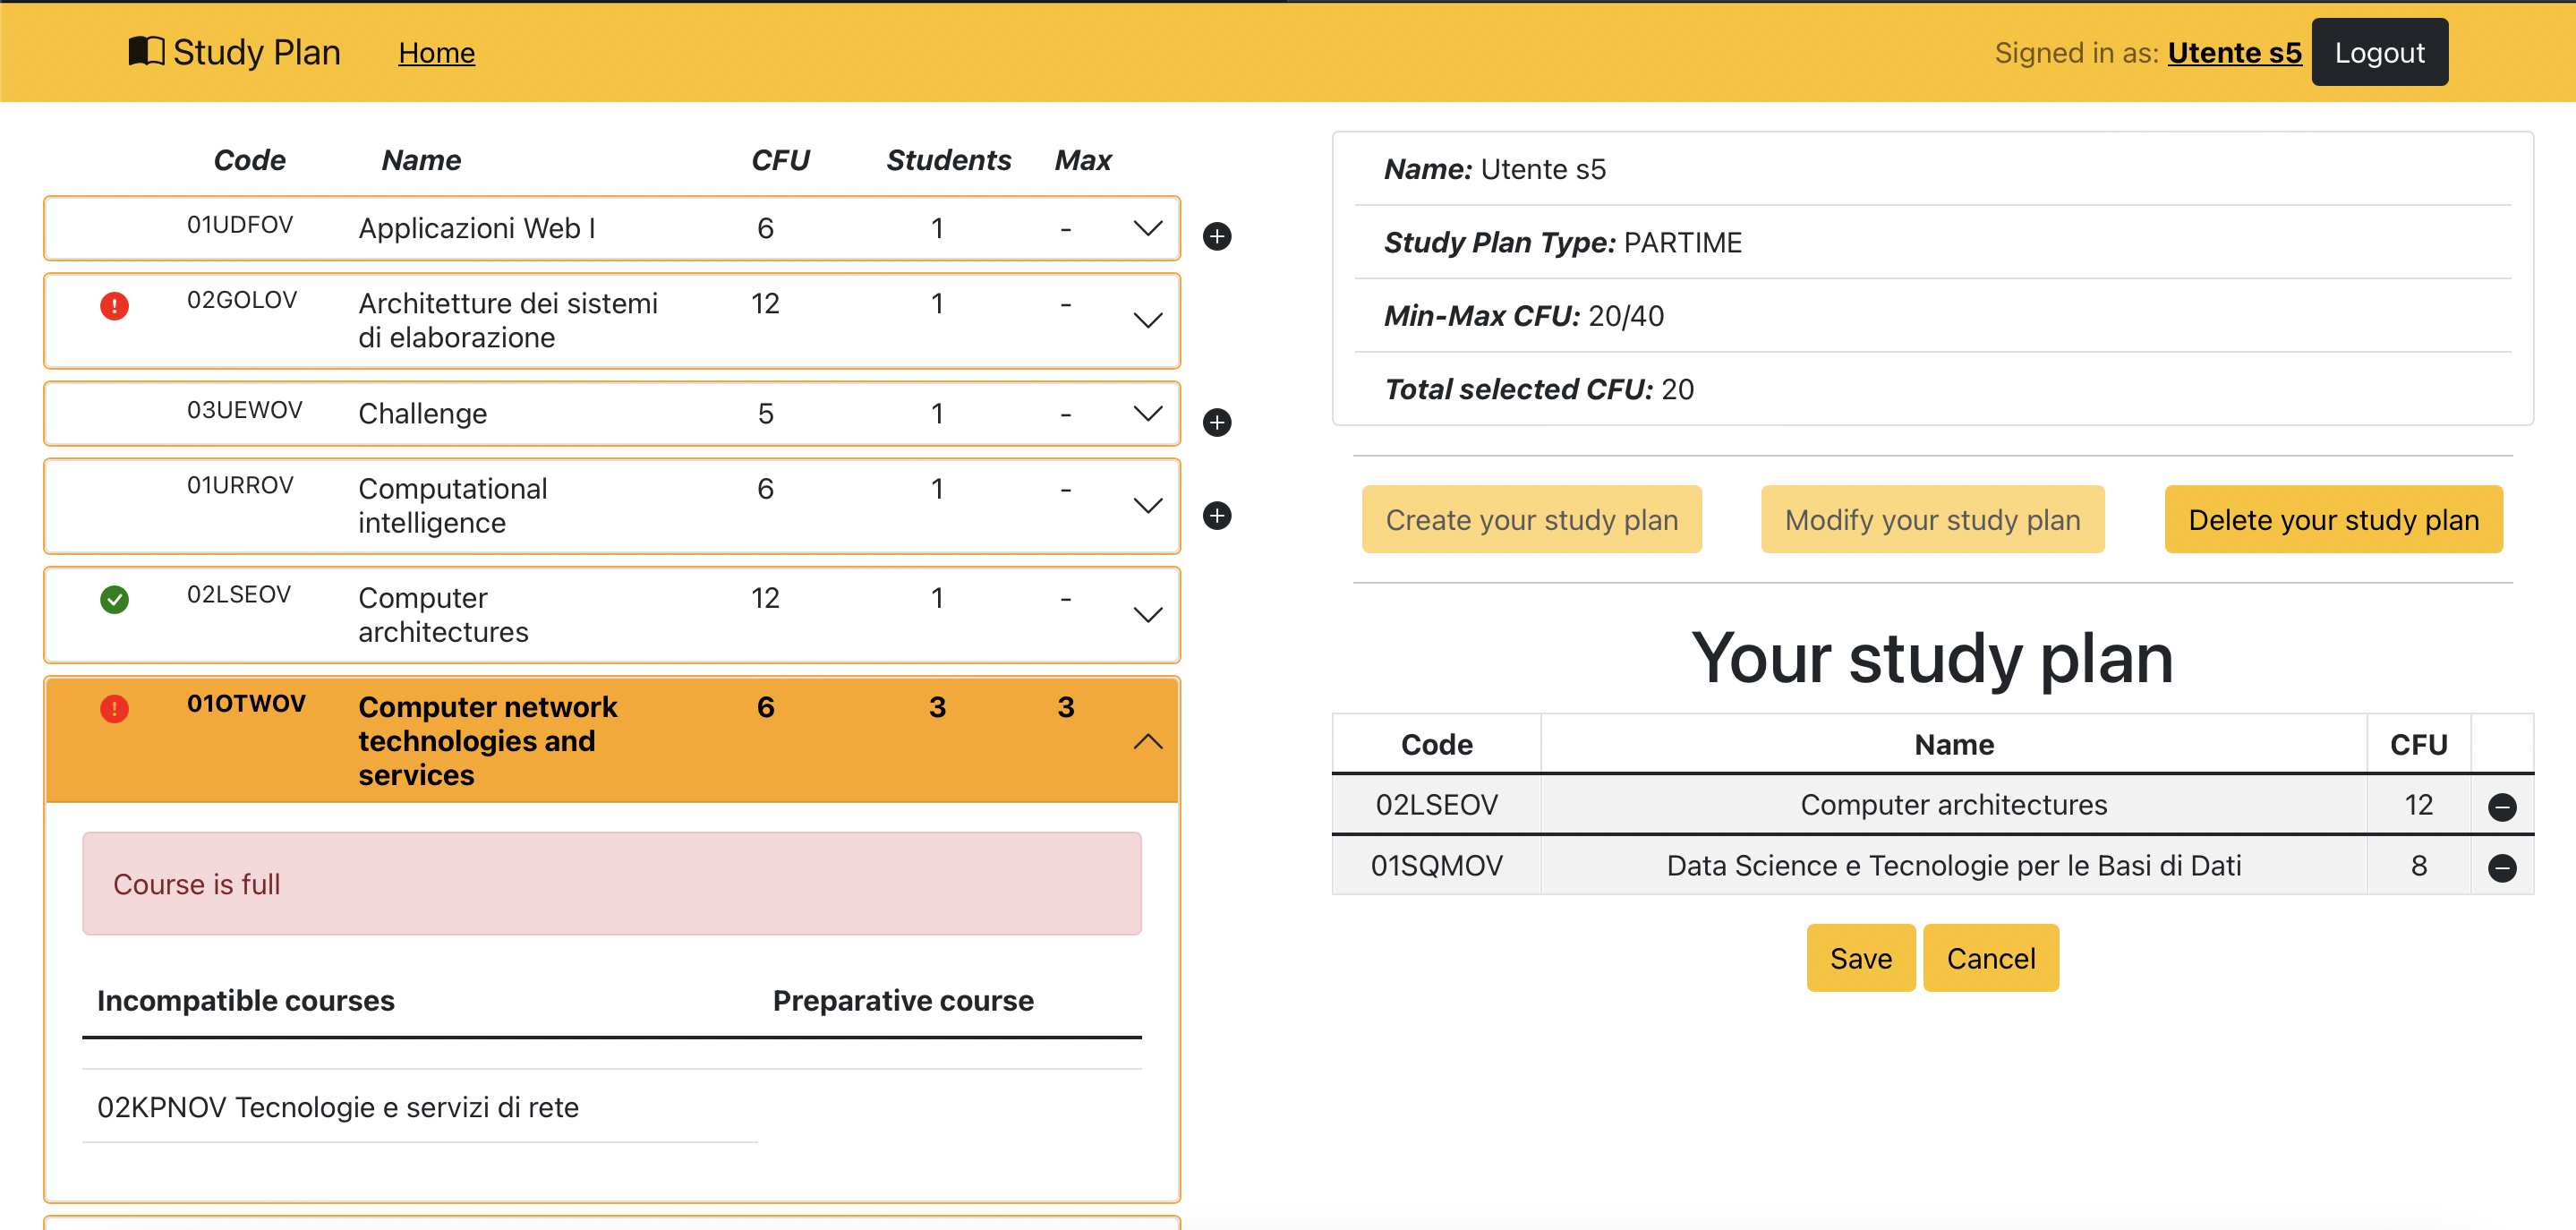 Study Plan Home Signed in as: Utente s5 Logout
Code Name CFU Students Max
01UDFOV Applicazioni Web I 6 1 -
02GOLOV Architetture dei sistemi 12 1 -
di elaborazione
03UEWOV Challenge 5 1 -
01URROV Computational 6 1 -
intelligence
02LSEOV Computer 12 1 -
architectures
01OTWOV Computer network 6 3 3
technologies and
services
Course is full
Incompatible courses Preparative course
02KPNOV Tecnologie e servizi di rete
Name: Utente s5
Study Plan Type: PARTIME
Min-Max CFU: 20/40
Total selected CFU: 20
Create your study plan Modify your study plan Delete your study plan
Your study plan
Code Name CFU
02LSEOV Computer architectures 12
01SQMOV Data Science e Tecnologie per le Basi di Dati 8
Save Cancel